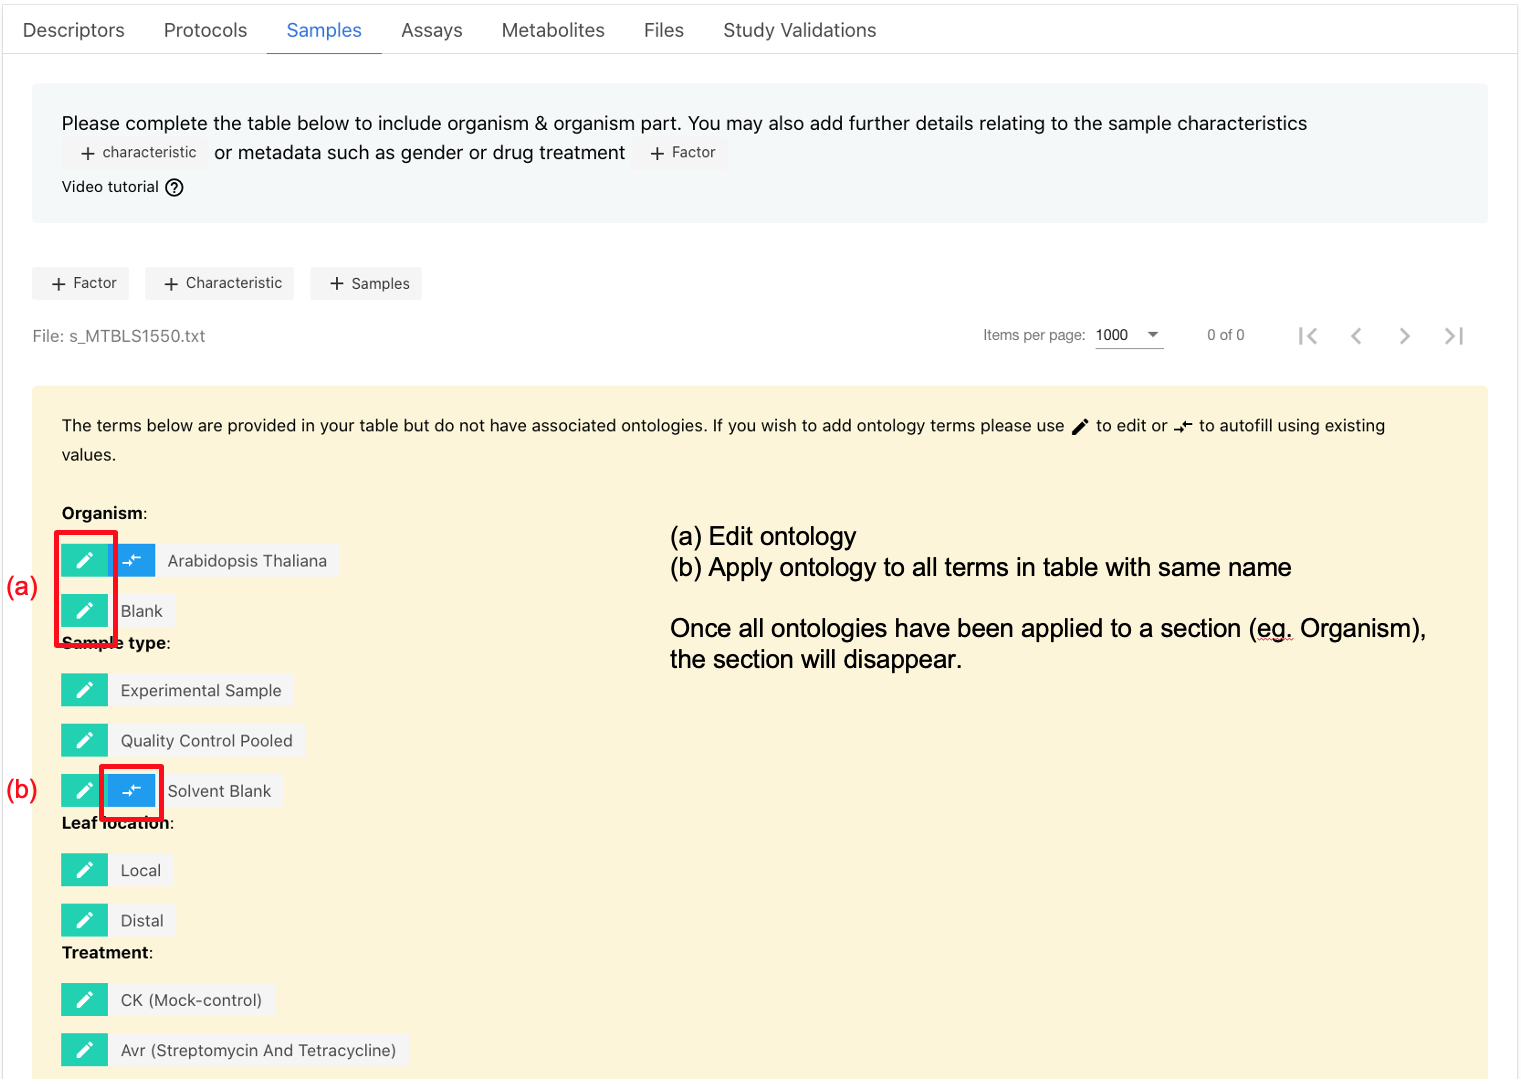 Descriptors Protocols Samples Assays Metabolites Files Study Validations
Please complete the table below to include organism & organism part. You may also add further details relating to the sample characteristics
+ characteristic or metadata such as gender or drug treatment + Factor
Video tutorial ?
+ Factor + Characteristic + Samples
File: s_MTBLS1550.txt Items per page: 1000 0 of 0
The terms below are provided in your table but do not have associated ontologies. If you wish to add ontology terms please use to edit or to autofill using existing
values.
Organism:
(a)
Arabidopsis Thaliana
Blank
Sample type:
Experimental Sample
Quality Control Pooled
(b)
Solvent Blank
Leaf location:
Local
Distal
Treatment:
CK (Mock-control)
Avr (Streptomycin And Tetracycline)
(a) Edit ontology
(b) Apply ontology to all terms in table with same name
Once all ontologies have been applied to a section (eg. Organism),
the section will disappear.